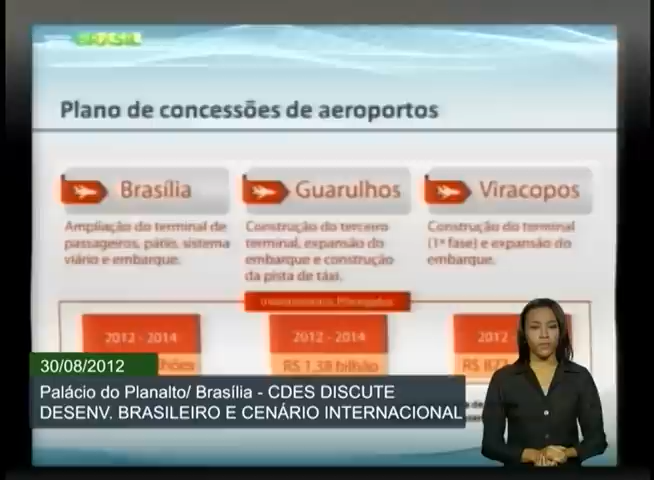 BRASIL
Plano de concessões de aeroportos
Brasília
Guarulhos
Viracopos
Ampliação do terminal de
passageiros, pátio, sistema
viário e embarque.
Construção do terceiro
terminal, expansão do
embarque e construção
da pista de táxi.
Construção do terminal
(1ª fase) e expansão do
embarque.
2012 - 2014
2012 - 2014
R$ 1,38 bilhão
2012 -
R$ 873
30/08/2012
Palácio do Planalto/ Brasília - CDES DISCUTE
DESENV. BRASILEIRO E CENÁRIO INTERNACIONAL